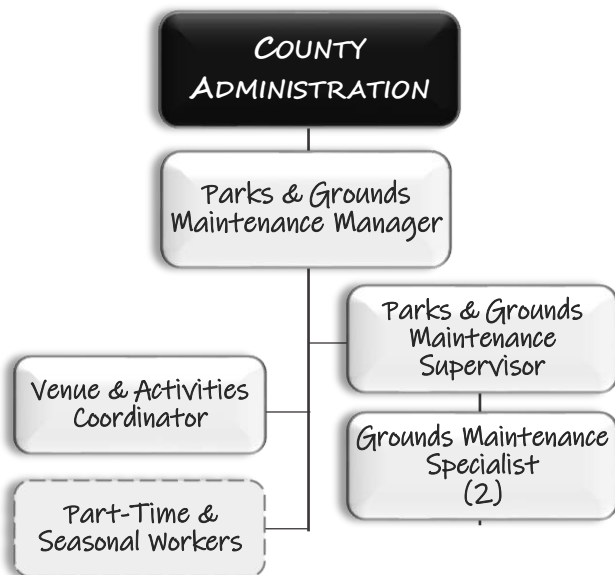 COUNTY
ADMINISTRATION
Parks & Grounds
Maintenance Manager
Parks & Grounds
Maintenance
Supervisor
Venue & Activities
Coordinator
Grounds Maintenance
Specialist
(2)
Part-Time &
Seasonal Workers